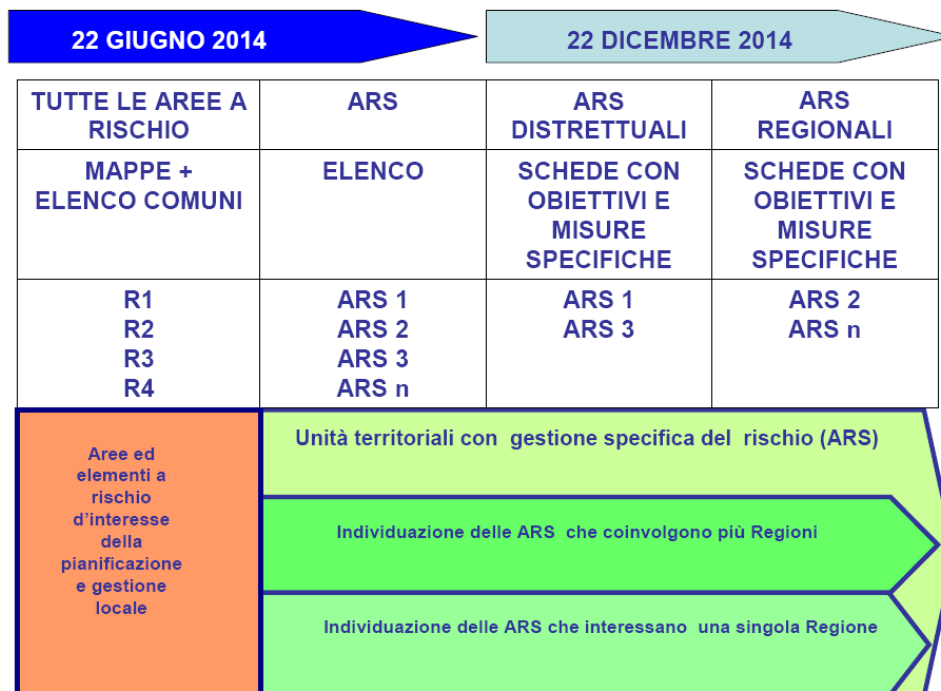 22 GIUGNO 2014
22 DICEMBRE 2014
TUTTE LE AREE A
RISCHIO
ARS
ARS
DISTRETTUALI
ARS
REGIONALI
MAPPE +
ELENCO COMUNI
ELENCO
SCHEDE CON
OBIETTIVI E
MISURE
SPECIFICHE
SCHEDE CON
OBIETTIVI E
MISURE
SPECIFICHE
R1
R2
R3
R4
ARS 1
ARS 2
ARS 3
ARS n
ARS 1
ARS 3
ARS 2
ARS n
Aree ed
elementi a
rischio
d'interesse
della
pianificazione
e gestione
locale
Unità territoriali con gestione specifica del rischio (ARS)
Individuazione delle ARS che coinvolgono più Regioni
Individuazione delle ARS che interessano una singola Regione